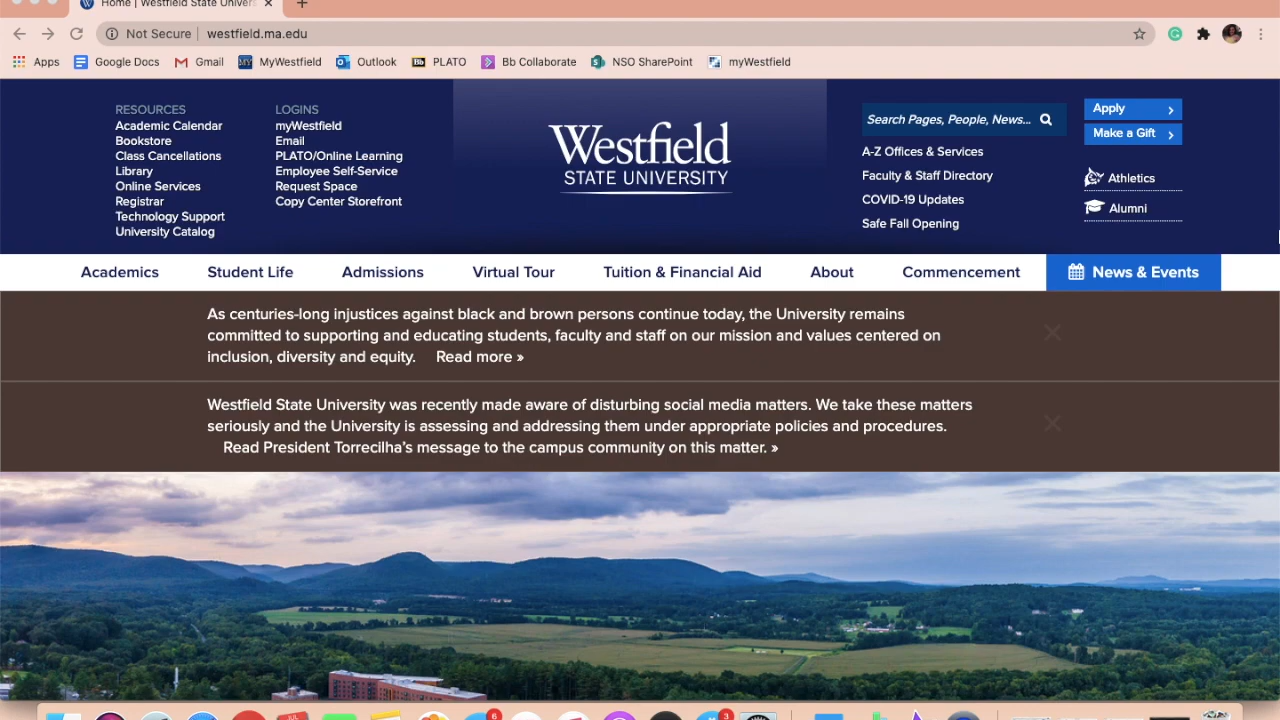 Home | Westfield State Univers
Not Secure | westfield.ma.edu
Apps Google Docs Gmail MyWestfield Outlook PLATO Bb Collaborate NSO SharePoint myWestfield
RESOURCES
Academic Calendar
Bookstore
Class Cancellations
Library
Online Services
Registrar
Technology Support
University Catalog
LOGINS
myWestfield
Email
PLATO/Online Learning
Employee Self-Service
Request Space
Copy Center Storefront
Westfield
STATE UNIVERSITY
Search Pages, People, News...
A-Z Offices & Services
Faculty & Staff Directory
COVID-19 Updates
Safe Fall Opening
Apply
Make a Gift
Athletics
Alumni
Academics Student Life Admissions Virtual Tour Tuition & Financial Aid About Commencement News & Events
As centuries-long injustices against black and brown persons continue today, the University remains
committed to supporting and educating students, faculty and staff on our mission and values centered on
inclusion, diversity and equity. Read more »
Westfield State University was recently made aware of disturbing social media matters. We take these matters
seriously and the University is assessing and addressing them under appropriate policies and procedures.
Read President Torrecilha's message to the campus community on this matter. »
6
3